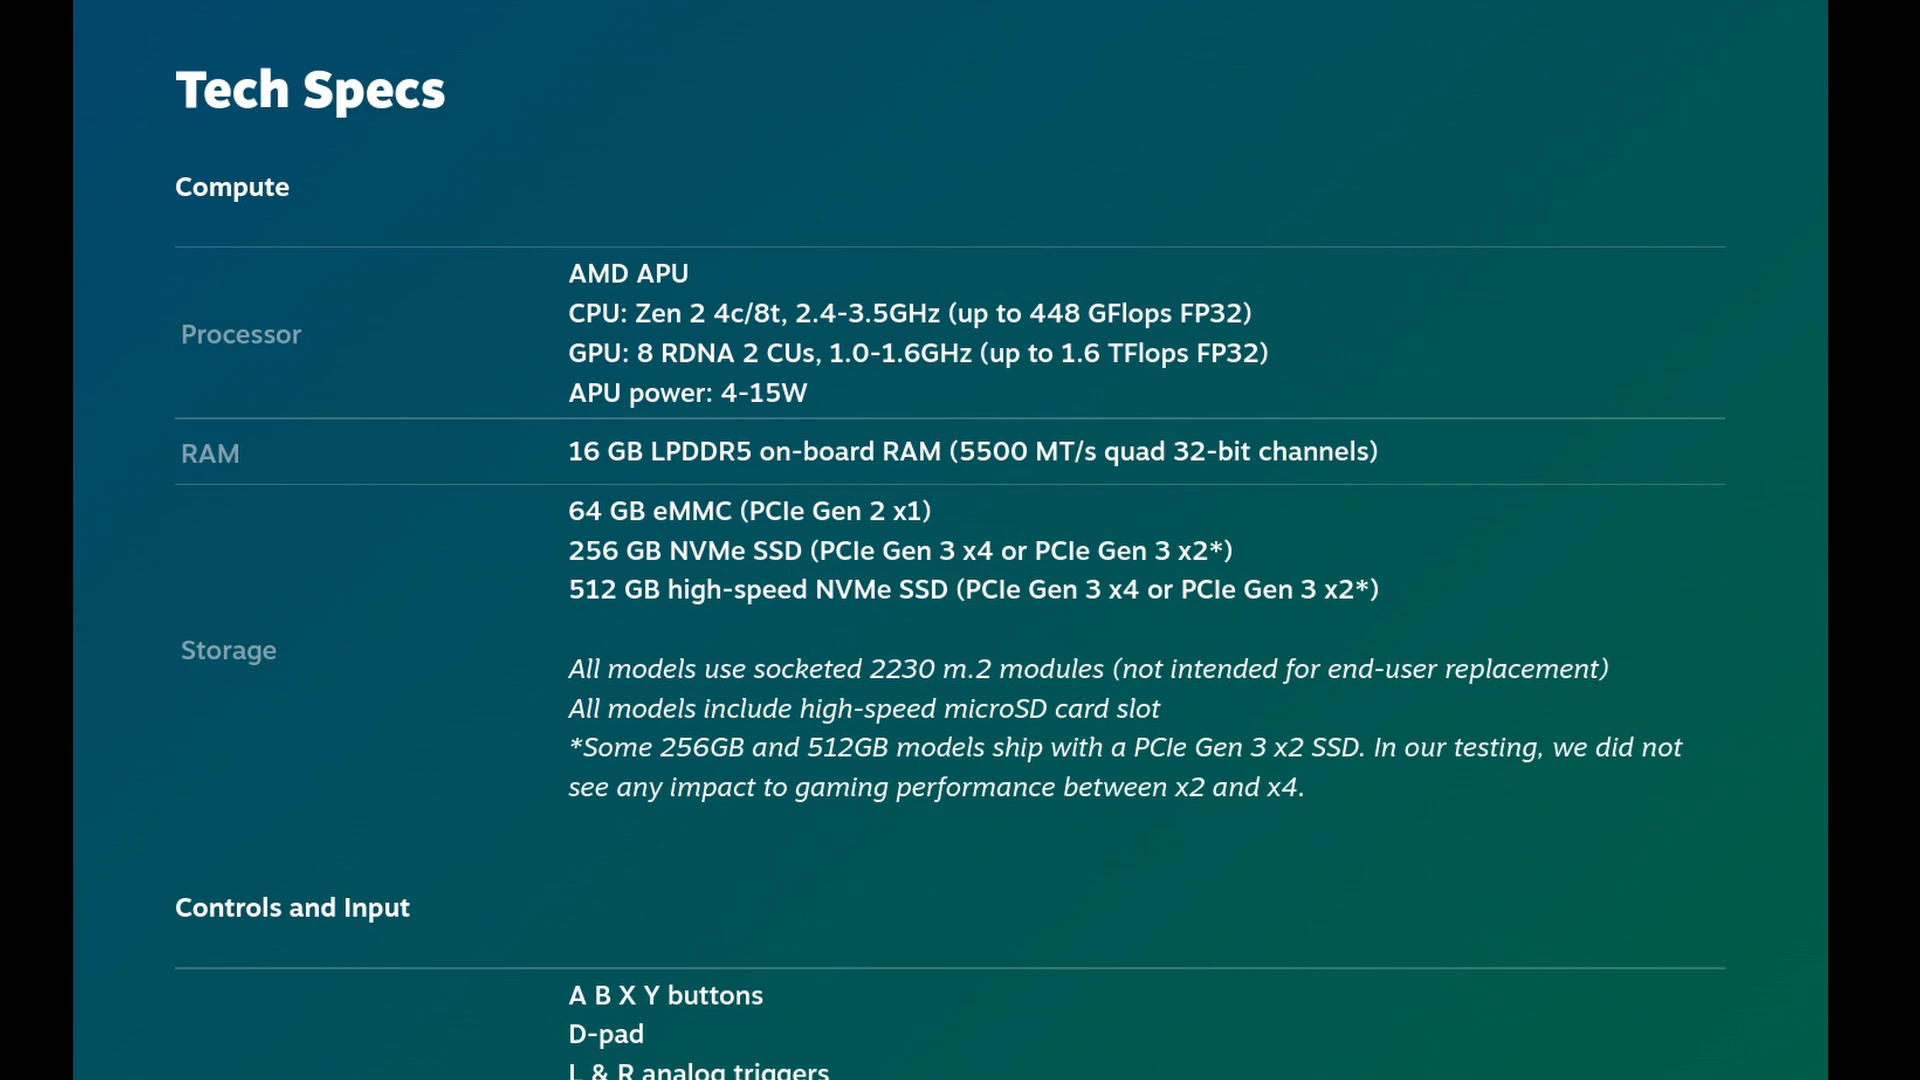 Tech Specs
Compute
Processor
AMD APU
CPU: Zen 2 4c/8t, 2.4-3.5GHz (up to 448 GFlops FP32)
GPU: 8 RDNA 2 CUs, 1.0-1.6GHz (up to 1.6 TFlops FP32)
APU power: 4-15W
RAM
16 GB LPDDR5 on-board RAM (5500 MT/s quad 32-bit channels)
Storage
64 GB eMMC (PCIe Gen 2 x1)
256 GB NVMe SSD (PCIe Gen 3 x4 or PCIe Gen 3 x2*)
512 GB high-speed NVMe SSD (PCIe Gen 3 x4 or PCIe Gen 3 x2*)
All models use socketed 2230 m.2 modules (not intended for end-user replacement)
All models include high-speed microSD card slot
*Some 256GB and 512GB models ship with a PCIe Gen 3 x2 SSD. In our testing, we did not
see any impact to gaming performance between x2 and x4.
Controls and Input
A B X Y buttons
D-pad
L & R analog triggers